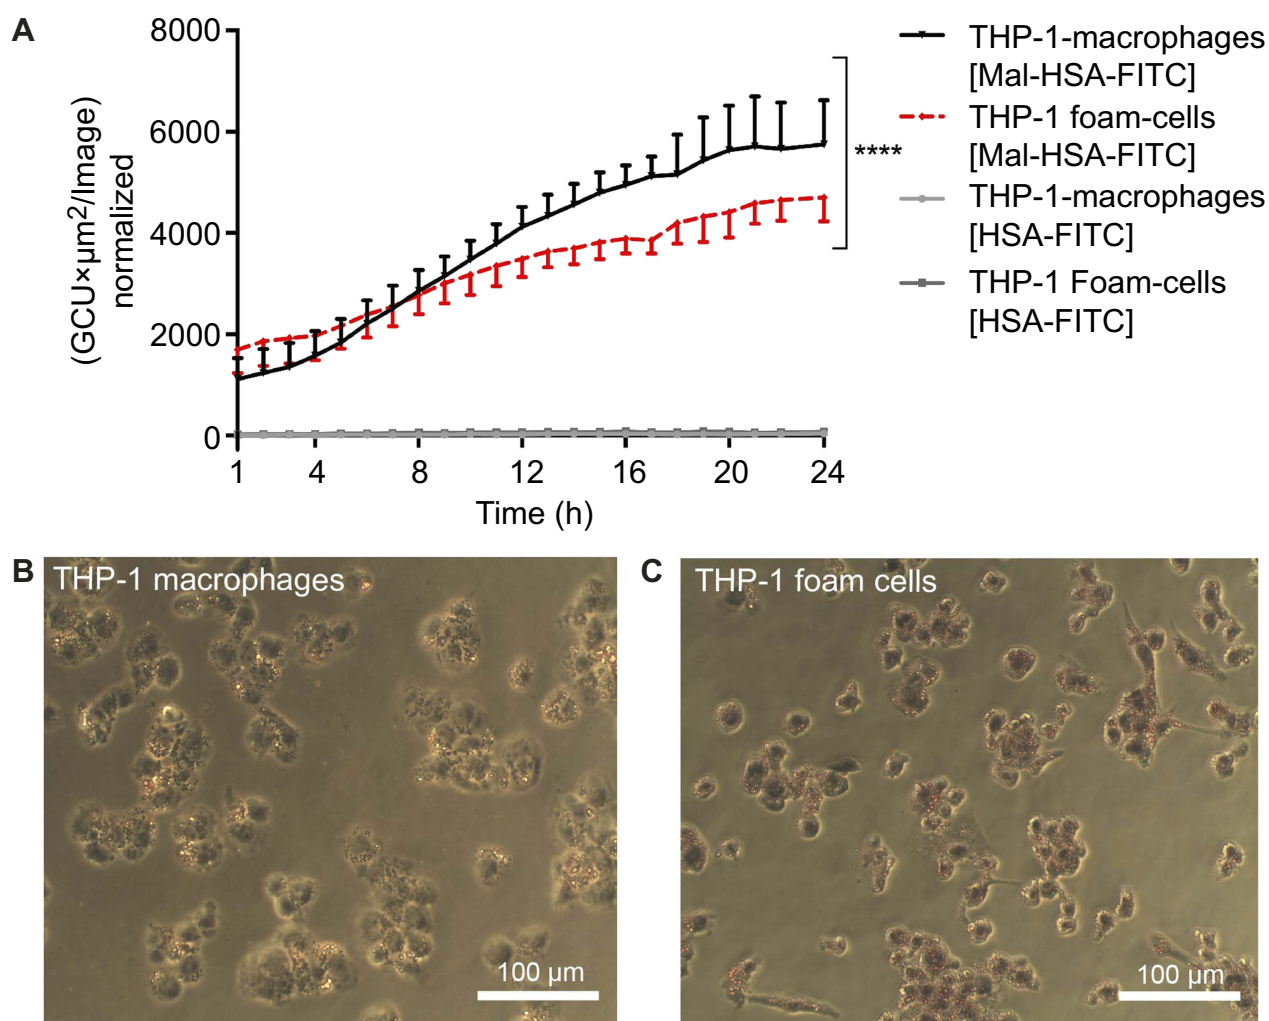 A
8000
6000
4000
2000
0
(GCU×µm²/Image)
normalized
1 4 8 12 16 20 24
Time (h)
****
THP-1-macrophages
[Mal-HSA-FITC]
THP-1 foam-cells
[Mal-HSA-FITC]
THP-1-macrophages
[HSA-FITC]
THP-1 Foam-cells
[HSA-FITC]
B
THP-1 macrophages
100 µm
C
THP-1 foam cells
100 µm